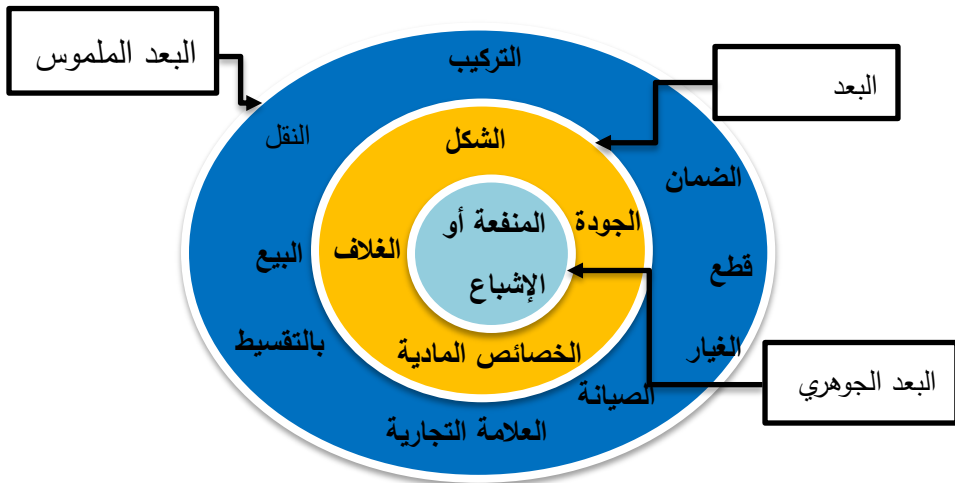 البعد الملموس
البعد
البعد الجوهري
التركيب
النقل
الضمان
البيع
بالتقسيط
قطع
الغيار
الصيانة
العلامة التجارية
الشكل
الجودة
الغلاف
الخصائص المادية
المنفعة أو
الإشباع